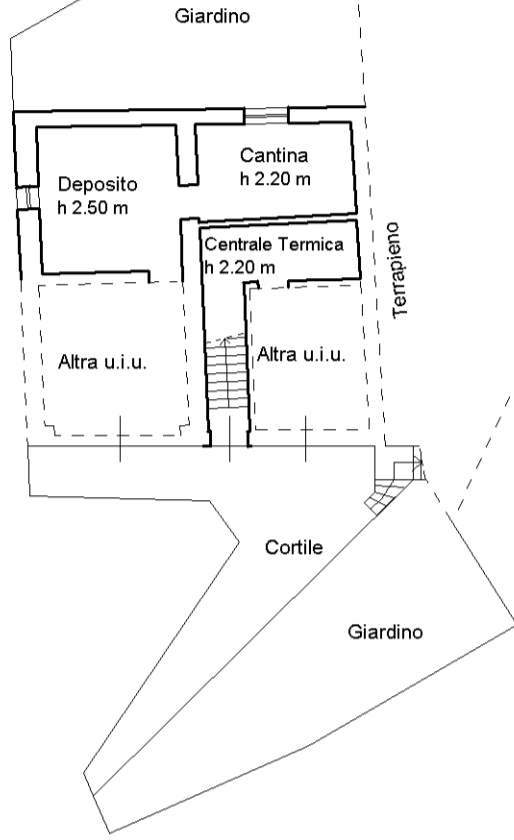 Giardino
Cantina
h 2.20 m
Deposito
h 2.50 m
Centrale Termica
h 2.20 m
Terrapieno
Altra u.i.u.
Altra u.i.u.
Cortile
Giardino